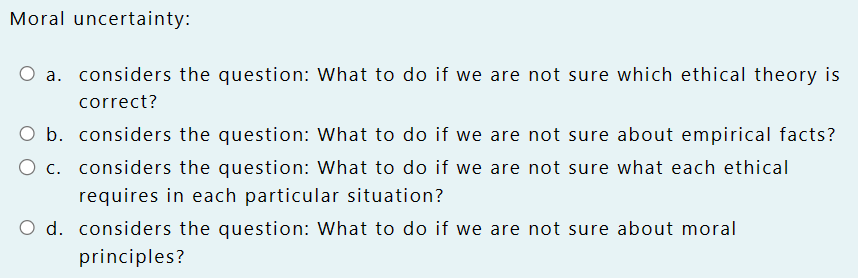 Moral uncertainty:
a. considers the question: What to do if we are not sure which ethical theory is
correct?
b. considers the question: What to do if we are not sure about empirical facts?
c. considers the question: What to do if we are not sure what each ethical
requires in each particular situation?
d. considers the question: What to do if we are not sure about moral
principles?